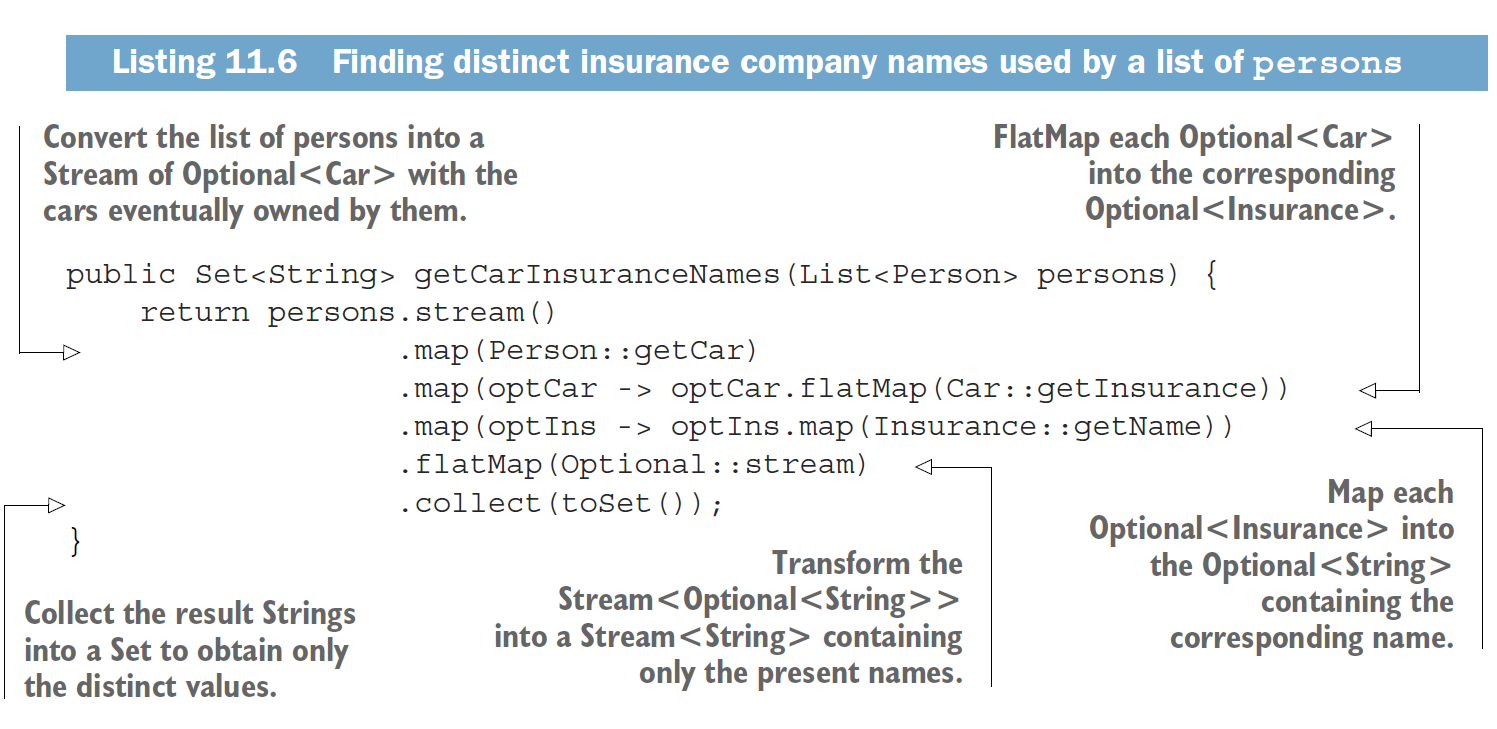 Listing 11.6 Finding distinct insurance company names used by a list of persons
Convert the list of persons into a
Stream of Optional<Car> with the
cars eventually owned by them.
FlatMap each Optional<Car>
into the corresponding
Optional<Insurance>.
public Set<String> getCarInsuranceNames(List<Person> persons) {
    return persons.stream()
                  .map(Person::getCar)
                  .map(optCar -> optCar.flatMap(Car::getInsurance))
                  .map(optIns -> optIns.map(Insurance::getName))
                  .flatMap(Optional::stream)
                  .collect(toSet());
}
Collect the result Strings
into a Set to obtain only
the distinct values.
Transform the
Stream<Optional<String>>
into a Stream<String> containing
only the present names.
Map each
Optional<Insurance> into
the Optional<String>
containing the
corresponding name.